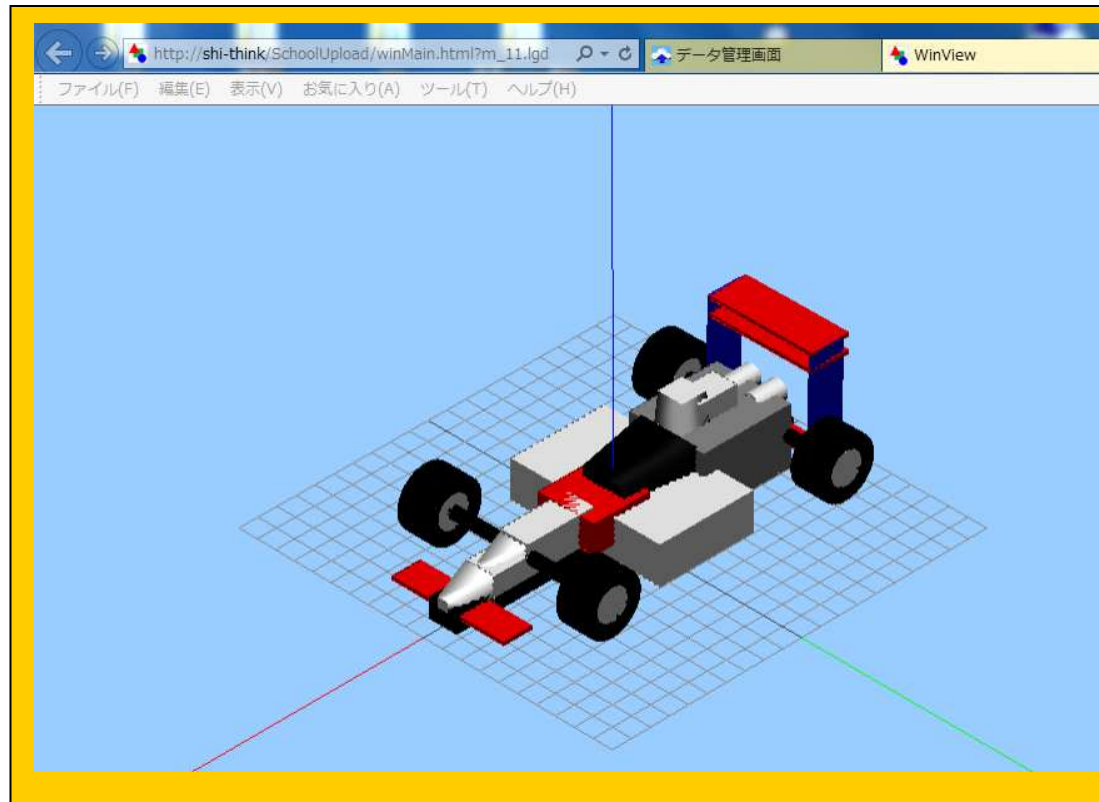 http://shi-think/SchoolUpload/winMain.html?m_11.lgd
データ管理画面
WinView
ファイル(F) 編集(E) 表示(V) お気に入り(A) ツール(T) ヘルプ(H)